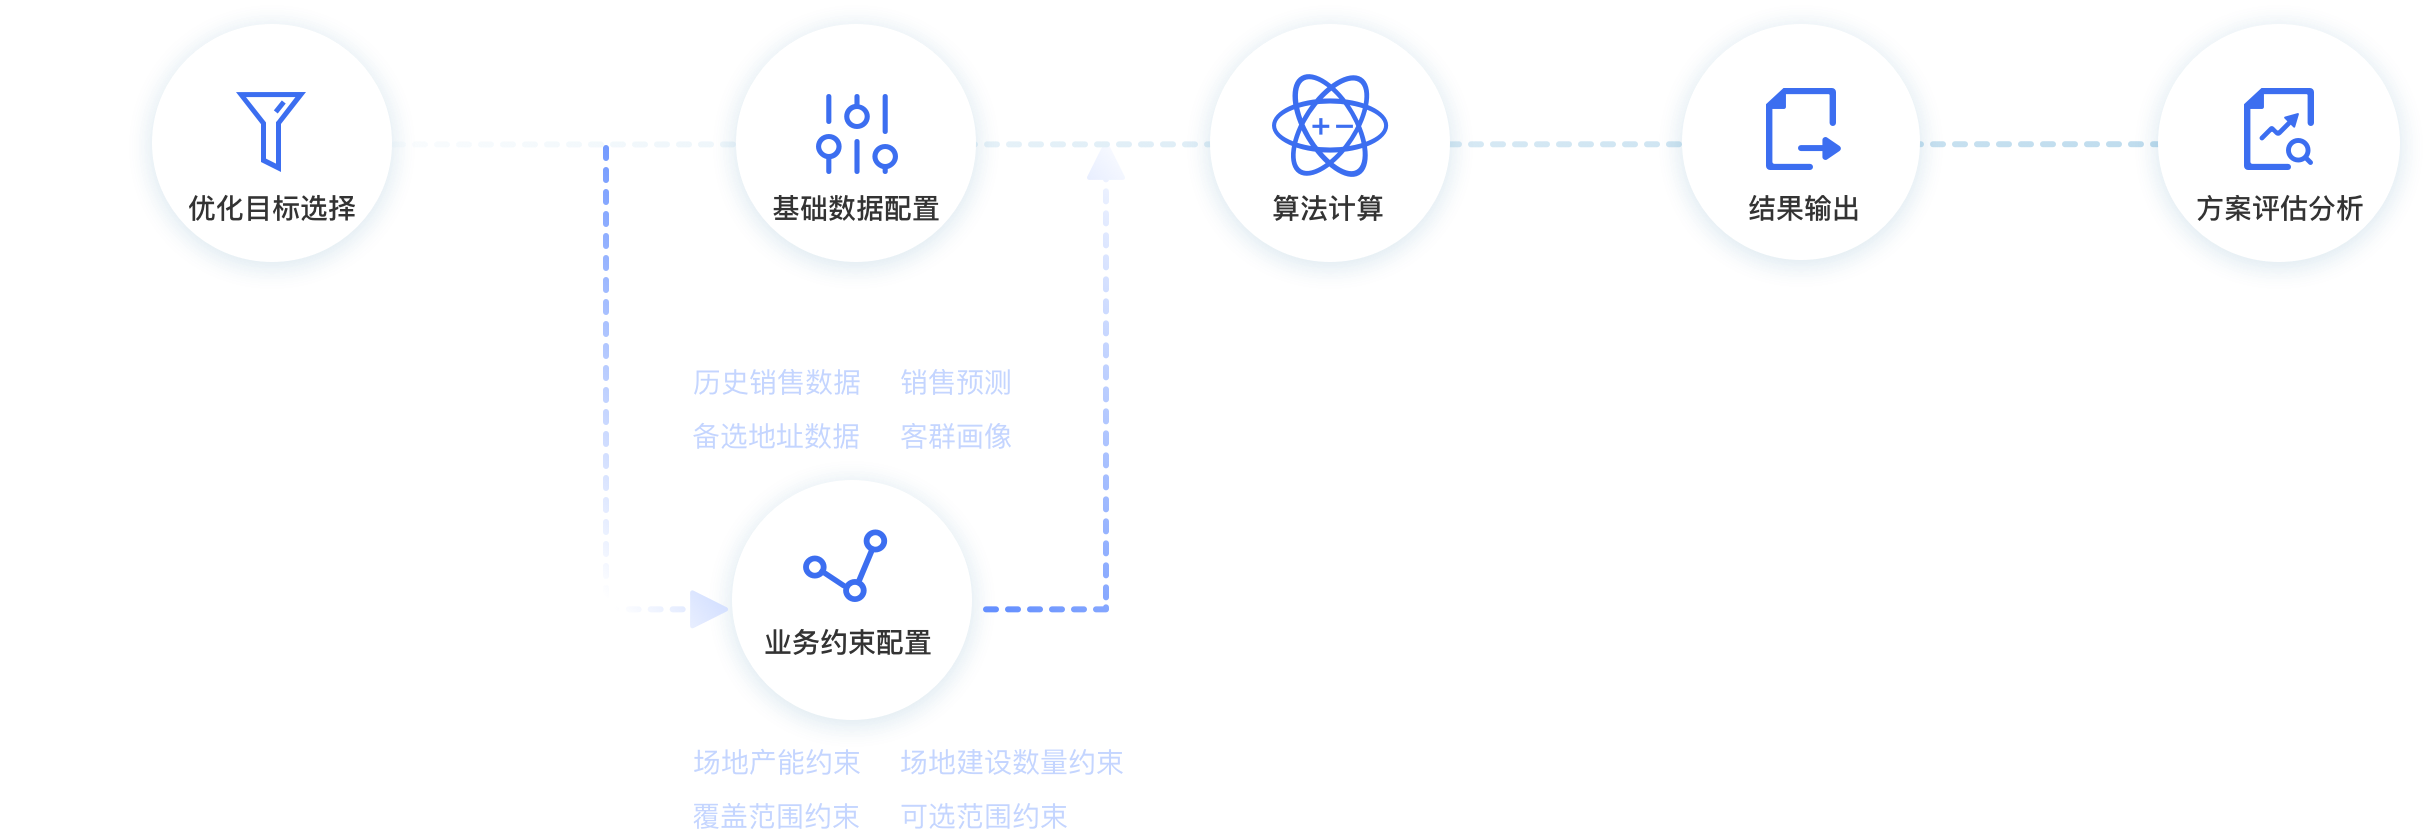 优化目标选择
基础数据配置
算法计算
结果输出
方案评估分析
历史销售数据 销售预测
备选地址数据 客群画像
业务约束配置
场地产能约束 场地建设数量约束
覆盖范围约束 可选范围约束